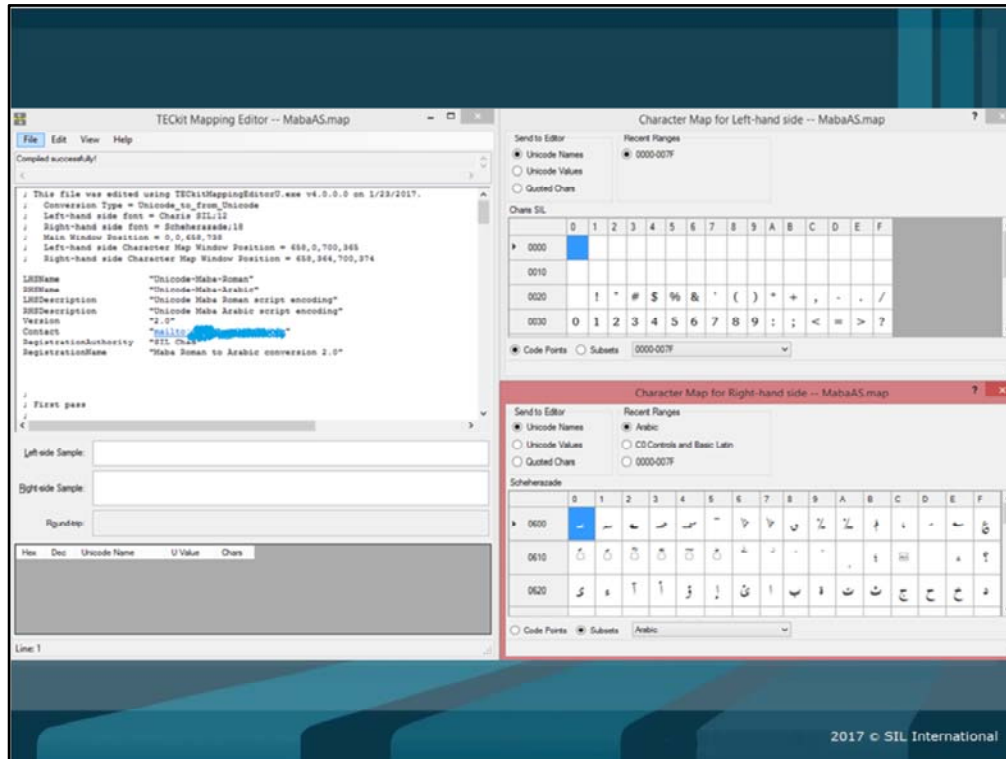 TECkit Mapping Editor -- MabaAS.map
File Edit View Help
Compiled successfully!
; This file was edited using TECkitMappingEditorU.exe v4.0.0.0 on 1/23/2017.
; Conversion Type = Unicode_to_from_Unicode
; Left-hand side font = Charis SIL;12
; Right-hand side font = Scheherazade;18
; Main Window Position = 0,0,658,738
; Left-hand side Character Map Window Position = 658,0,700,365
; Right-hand side Character Map Window Position = 658,364,700,374
LHSName "Unicode-Maba-Roman"
RHSName "Unicode-Maba-Arabic"
LHSDescription "Unicode Maba Roman script encoding"
RHSDescription "Unicode Maba Arabic script encoding"
Version "2.0"
Contact "mailto:
RegistrationAuthority "SIL Chad"
RegistrationName "Maba Roman to Arabic conversion 2.0"
;
; First pass
;
Left-side Sample:
Right-side Sample:
Round-trip:
Hex Dec Unicode Name U Value Chars
Line: 1
Character Map for Left-hand side -- MabaAS.map
Send to Editor Recent Ranges
Unicode Names 0000-007F
Unicode Values
Quoted Chars
Charis SIL
0 1 2 3 4 5 6 7 8 9 A B C D E F
0000
0010
0020 ! " # $ % & ' ( ) * + , - . /
0030 0 1 2 3 4 5 6 7 8 9 : ; < = > ?
Code Points Subsets 0000-007F
Character Map for Right-hand side -- MabaAS.map
Send to Editor Recent Ranges
Unicode Names Arabic
Unicode Values C0 Controls and Basic Latin
Quoted Chars 0000-007F
Scheherazade
0 1 2 3 4 5 6 7 8 9 A B C D E F
0600
0610
0620 ء آ أ ؤ إ ئ ا ب ة ت ث ج ح خ د
Code Points Subsets Arabic
2017 © SIL International